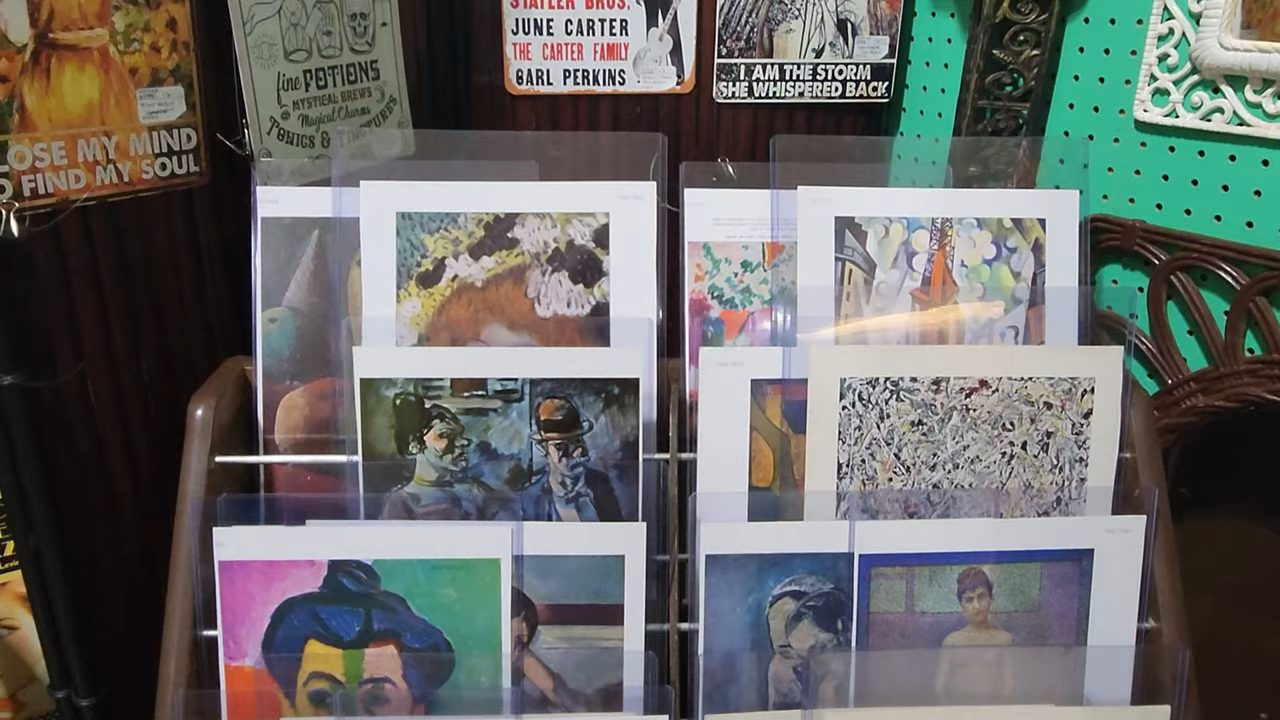 LOSE MY MIND
O FIND MY SOUL
fine POTIONS
MYSTICAL BREWS
Magical Charms
TONICS &
STATLER BROS.
JUNE CARTER
THE CARTER FAMILY
CARL PERKINS
I AM THE STORM
SHE WHISPERED BACK